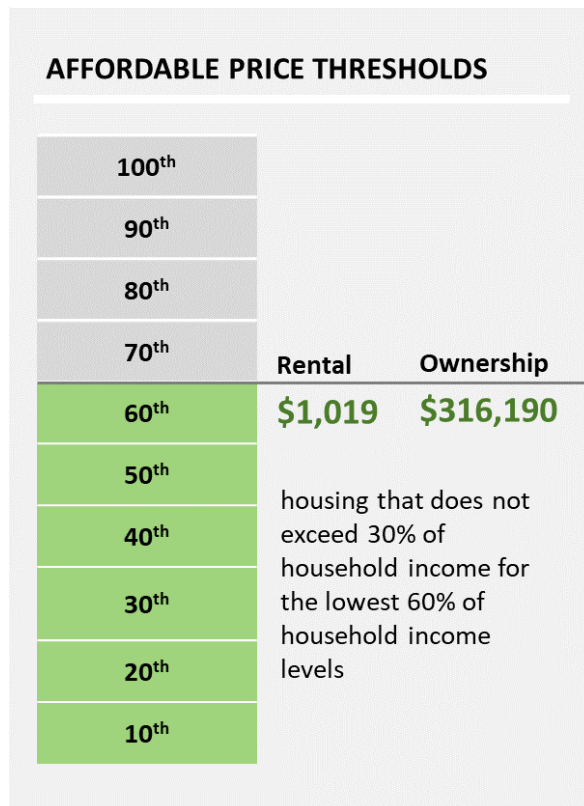 AFFORDABLE PRICE THRESHOLDS
100th
90th
80th
70th
Rental Ownership
60th
$1,019 $316,190
50th
40th
30th
20th
10th
housing that does not
exceed 30% of
household income for
the lowest 60% of
household income
levels